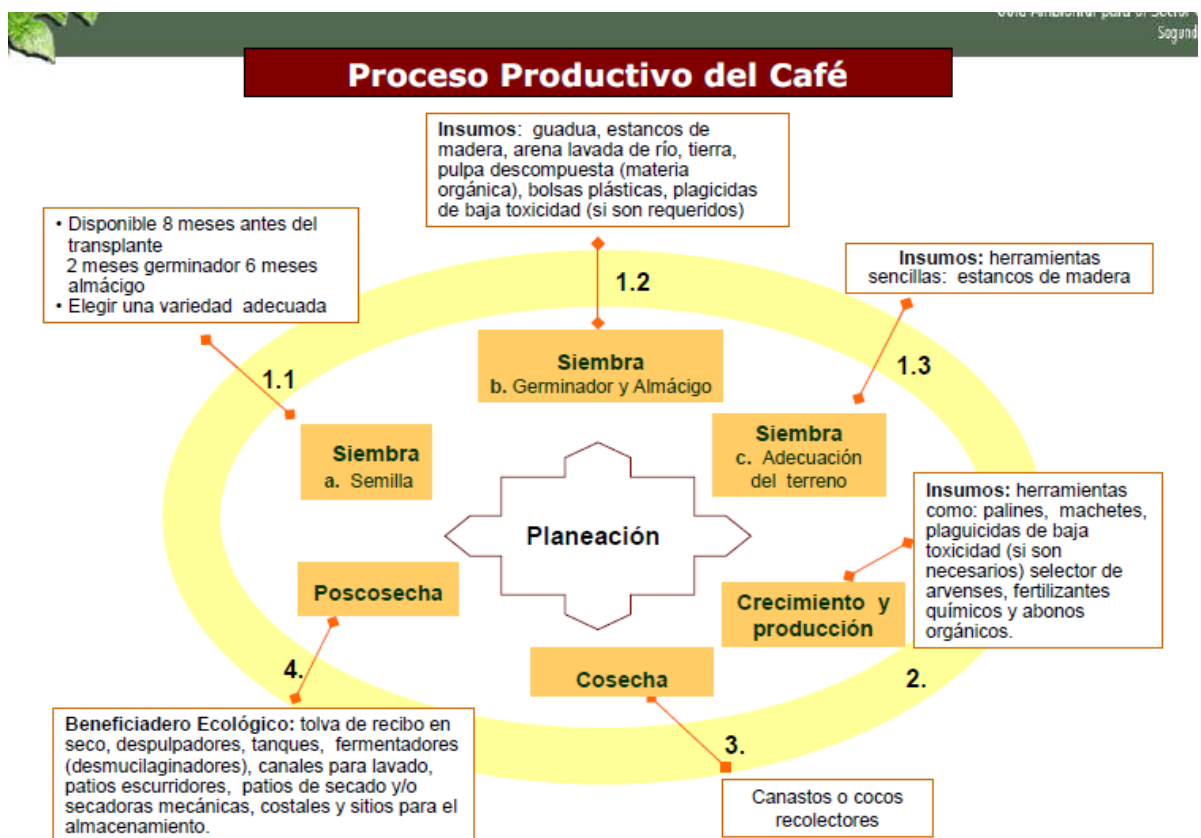 Proceso Productivo del Café
Insumos: guadua, estancos de
madera, arena lavada de río, tierra,
pulpa descompuesta (materia
orgánica), bolsas plásticas, plagicidas
de baja toxicidad (si son requeridos)
• Disponible 8 meses antes del
transplante
2 meses germinador 6 meses
almácigo
• Elegir una variedad adecuada
Insumos: herramientas
sencillas: estancos de madera
1.1
1.2
1.3
Siembra
a. Semilla
Siembra
b. Germinador y Almácigo
Siembra
c. Adecuación
del terreno
Planeación
Insumos: herramientas
como: palines, machetes,
plaguicidas de baja
toxicidad (si son
necesarios) selector de
arvenses, fertilizantes
químicos y abonos
orgánicos.
Crecimiento y
producción
2.
Cosecha
3.
Canastos o cocos
recolectores
Poscosecha
4.
Beneficiadero Ecológico: tolva de recibo en
seco, despulpadores, tanques, fermentadores
(desmucilaginadores), canales para lavado,
patios escurridores, patios de secado y/o
secadoras mecánicas, costales y sitios para el
almacenamiento.